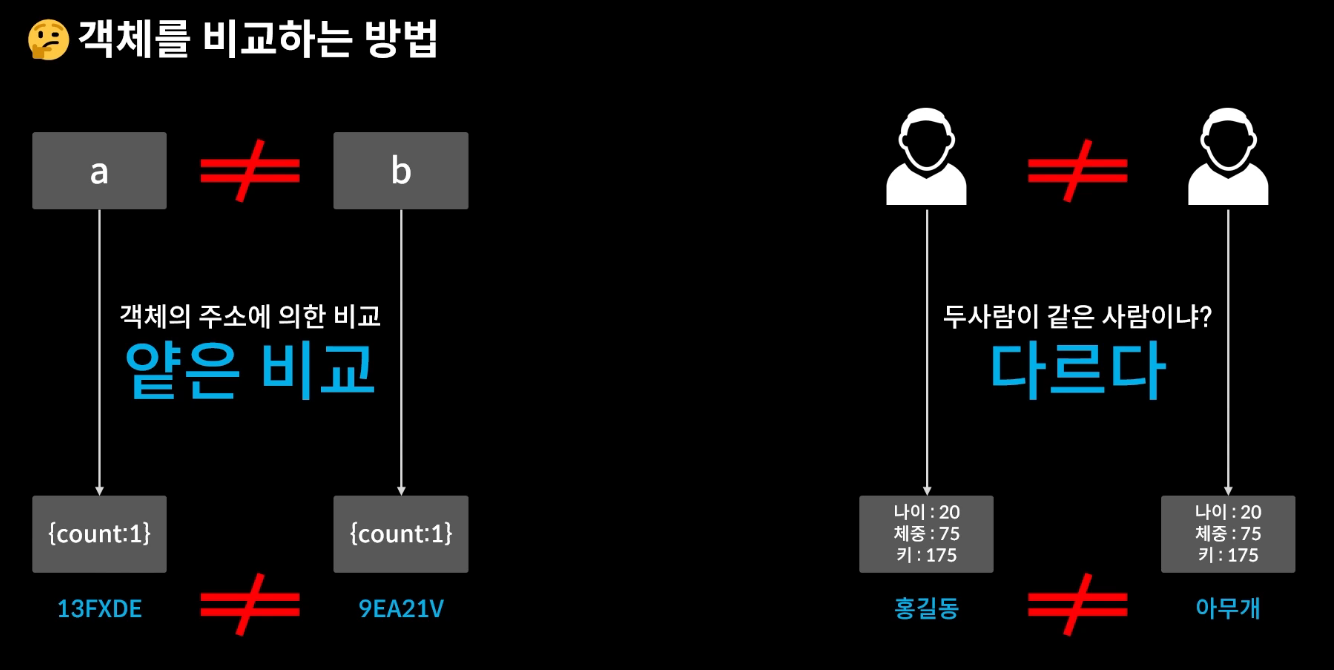 🤔 객체를 비교하는 방법
a
b
객체의 주소에 의한 비교
얕은 비교
{count:1}
{count:1}
13FXDE
9EA21V
두사람이 같은 사람이냐?
다르다
나이 : 20
체중 : 75
키 : 175
나이 : 20
체중 : 75
키 : 175
홍길동
아무개